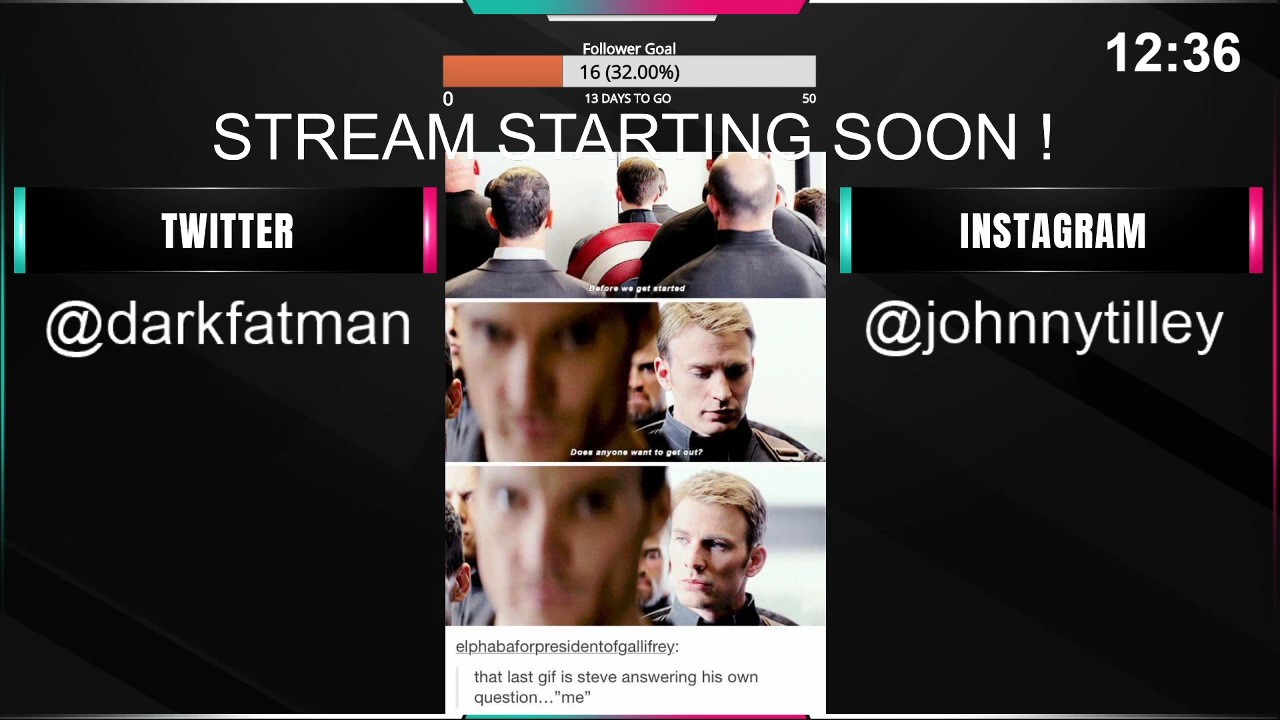 Follower Goal
16 (32.00%)
0
13 DAYS TO GO
50
12:36
STREAM STARTING SOON !
TWITTER
@darkfatman
INSTAGRAM
@johnnytilley
Before we get started
Does anyone want to get out?
elphabaforpresidentofgallifrey:
that last gif is steve answering his own
question…”me”